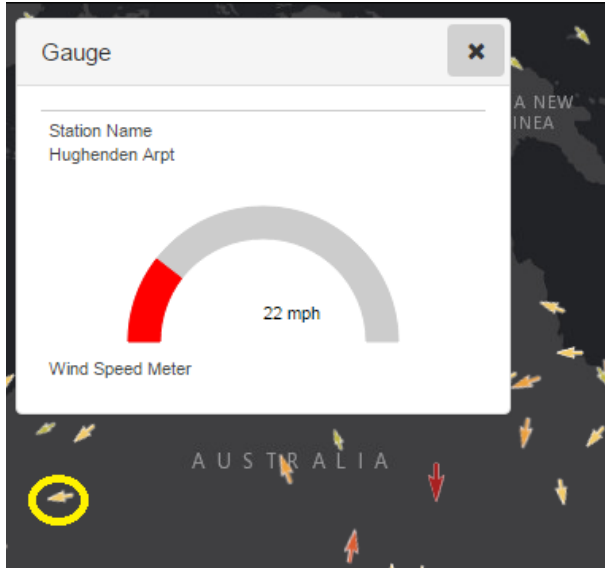 Gauge
Station Name
Hughenden Arpt
22 mph
Wind Speed Meter
A NEW
INEA
AUSTRALIA